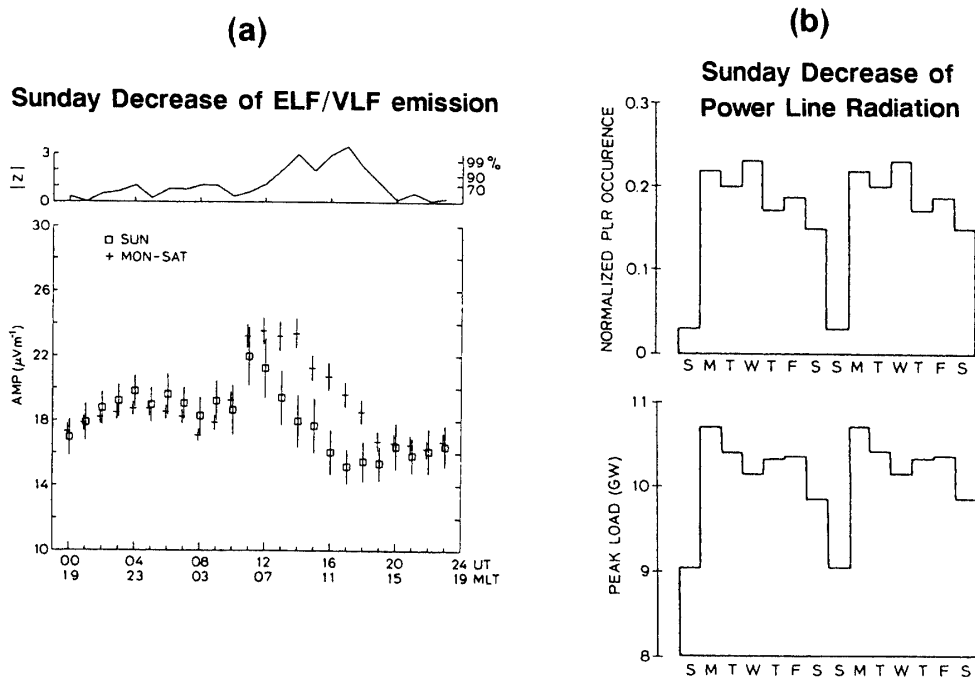 (a)
Sunday Decrease of ELF/VLF emission
|Z|
3
0
99%
90
70
AMP (μVm⁻¹)
30
26
22
18
14
10
SUN
+ MON-SAT
00 04 08 12 16 20 24 UT
19 23 03 07 11 15 19 MLT
(b)
Sunday Decrease of
Power Line Radiation
NORMALIZED PLR OCCURENCE
0.3
0.2
0.1
0
S M T W T F S S M T W T F S
PEAK LOAD (GW)
10
9
8
S M T W T F S S M T W T F S